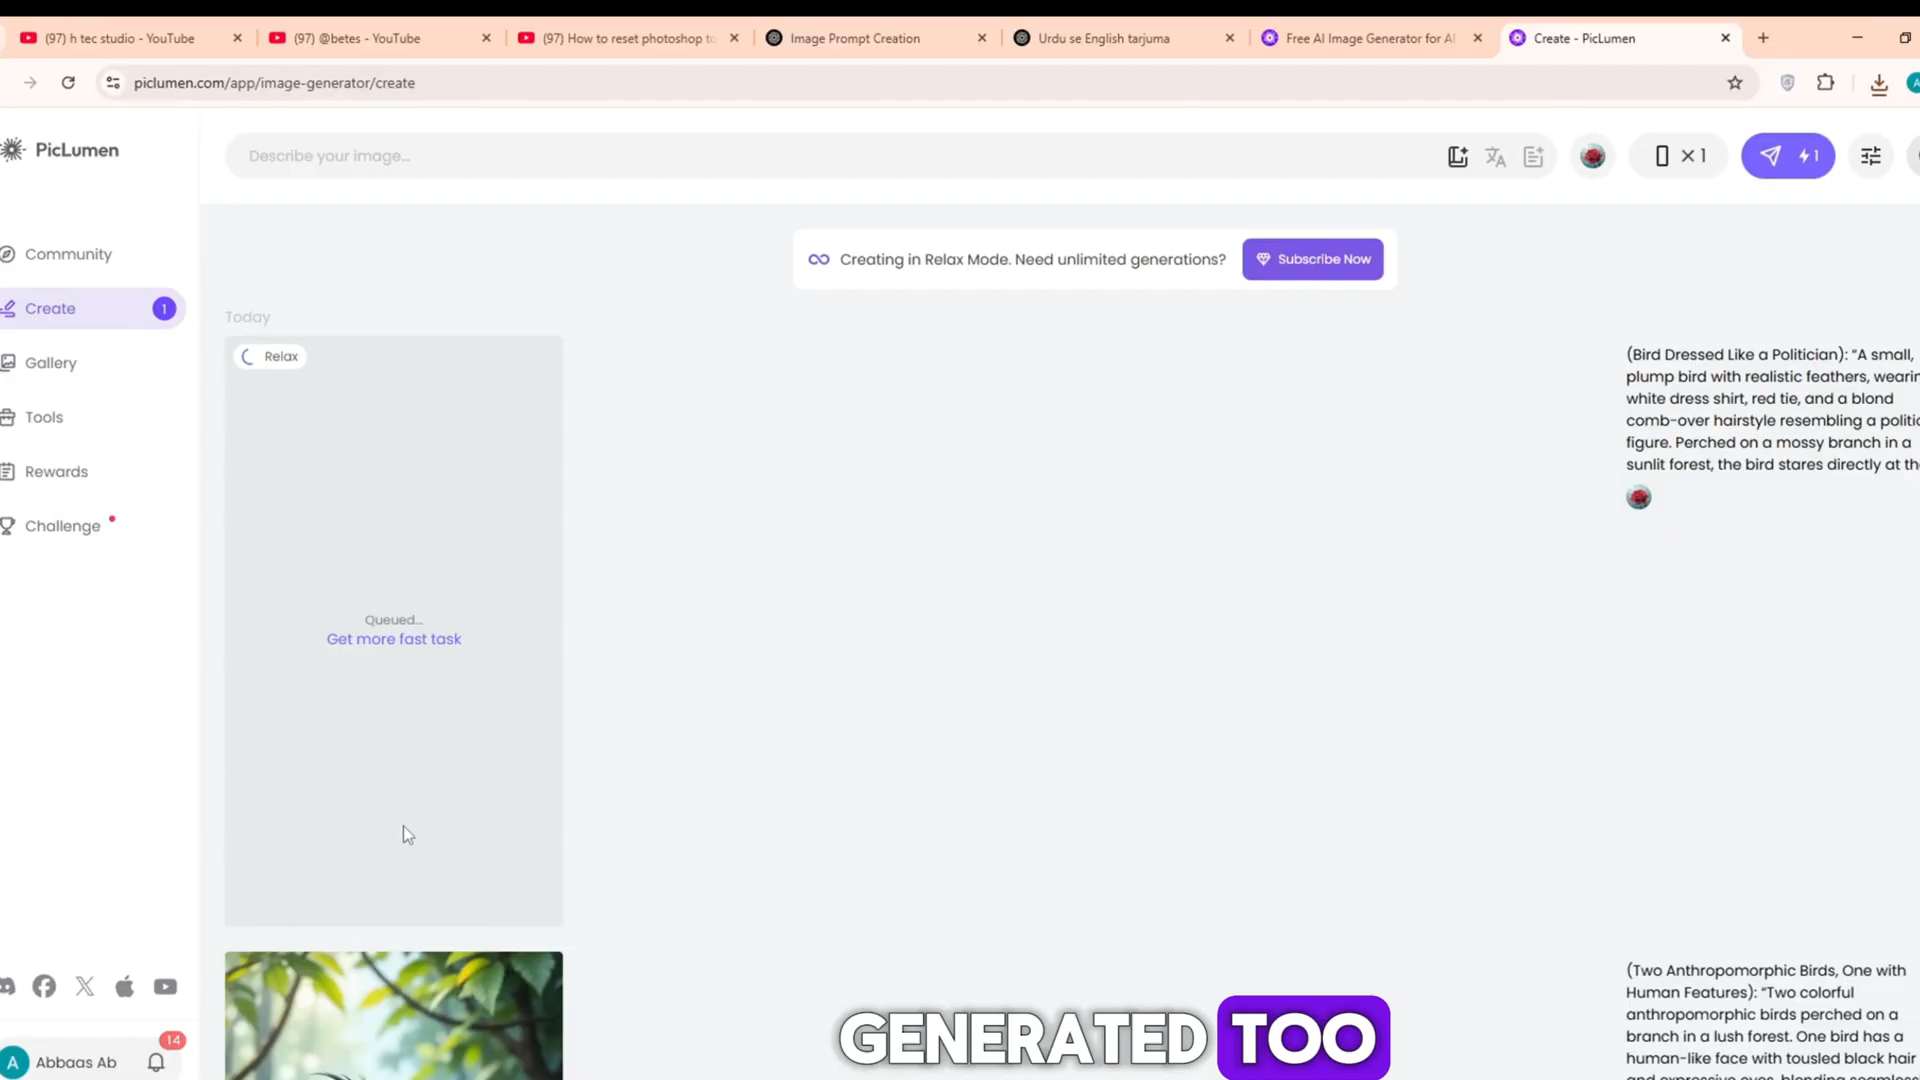 (97) h tec studio - YouTube
(97) @betes - YouTube
(97) How to reset photoshop to
Image Prompt Creation
Urdu se English tarjuma
Free AI Image Generator for AI
Create - PicLumen
piclumen.com/app/image-generator/create
A
PicLumen
Describe your image...
× 1
1
Community
Create
1
Gallery
Tools
Rewards
Challenge
Creating in Relax Mode. Need unlimited generations?
Subscribe Now
Today
Relax
Queued...
Get more fast task
(Bird Dressed Like a Politician): “A small,
plump bird with realistic feathers, wearin
white dress shirt, red tie, and a blond
comb-over hairstyle resembling a politic
figure. Perched on a mossy branch in a
sunlit forest, the bird stares directly at th
(Two Anthropomorphic Birds, One with
Human Features): “Two colorful
anthropomorphic birds perched on a
branch in a lush forest. One bird has a
human-like face with tousled black hair
GENERATED TOO
14
A
Abbaas Ab